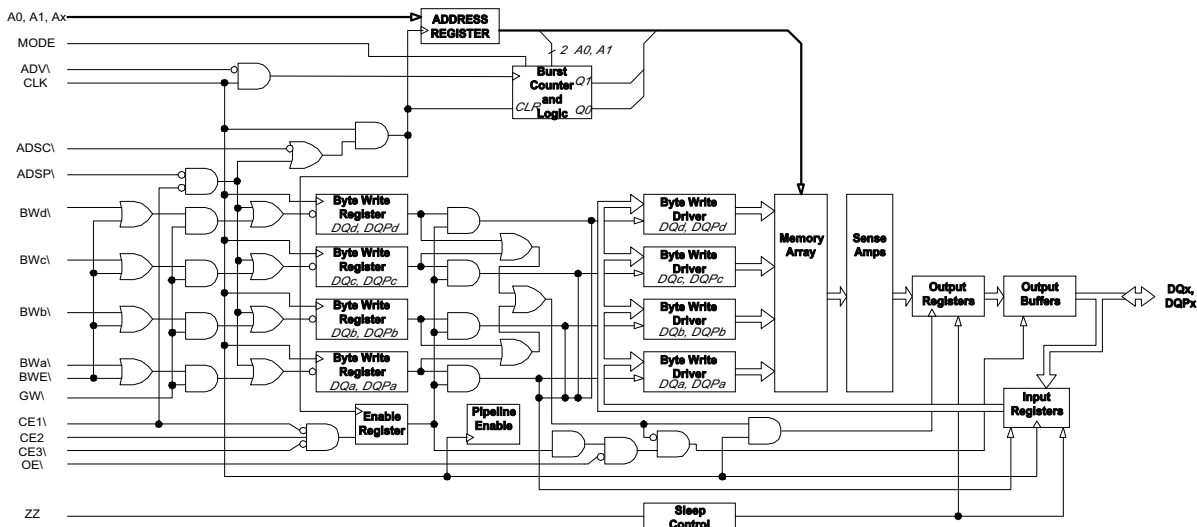 A0, A1, Ax
ADDRESS
REGISTER
MODE
2 A0, A1
ADV\
CLK
Burst
Counter
and
Logic
Q1
CLR
Q0
ADSC\
ADSP\
BWd\
Byte Write
Register
DQd, DQPd
Byte Write
Driver
DQd, DQPd
Memory
Array
Sense
Amps
BWc\
Byte Write
Register
DQc, DQPc
Byte Write
Driver
DQc, DQPc
Output
Registers
Output
Buffers
DQx,
DQPx
BWb\
Byte Write
Register
DQb, DQPb
Byte Write
Driver
DQb, DQPb
BWa\
BWE\
Byte Write
Register
DQa, DQPa
Byte Write
Driver
DQa, DQPa
GW\
Input
Registers
CE1\
CE2
CE3\
OE\
Enable
Register
Pipeline
Enable
ZZ
Sleep
Control